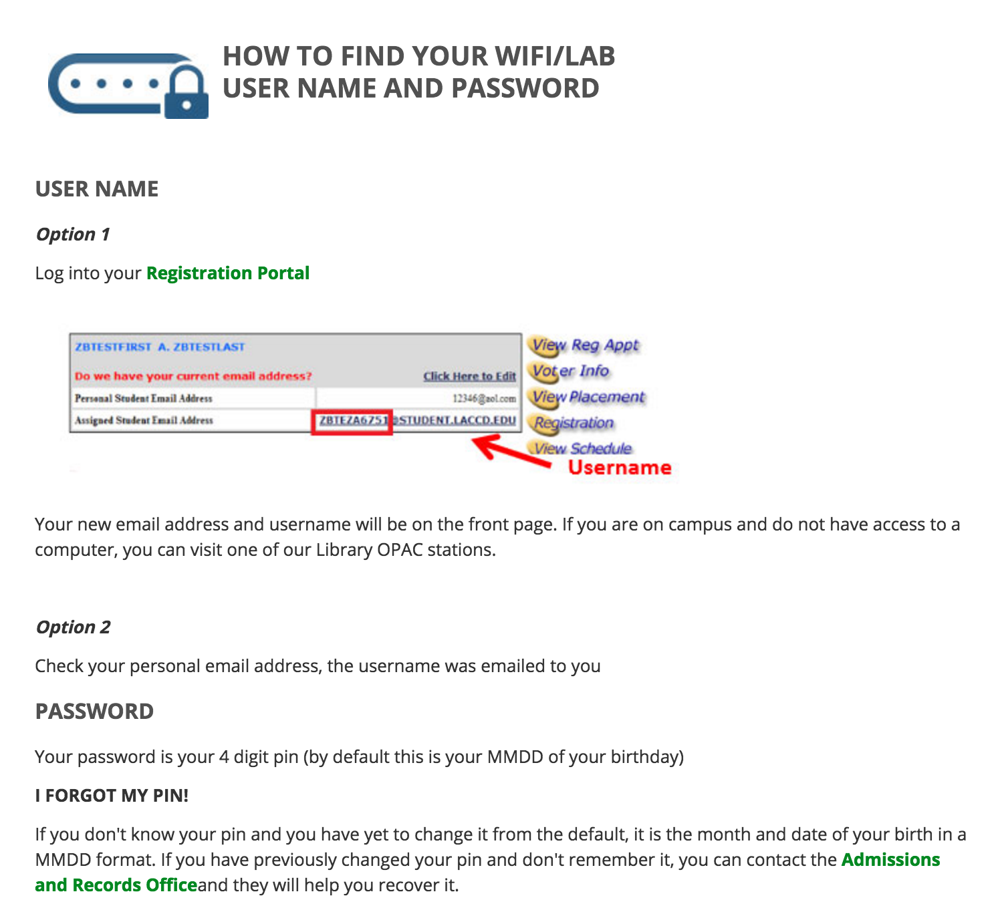 HOW TO FIND YOUR WIFI/LAB
USER NAME AND PASSWORD
USER NAME
Option 1
Log into your Registration Portal
ZBTESTFIRST A. ZBTESTLAST
Do we have your current email address? Click Here to Edit
Personal Student Email Address 12346@aol.com
Assigned Student Email Address ZBTEZA6751@STUDENT.LACCD.EDU
View Reg Appt
Voter Info
View Placement
Registration
View Schedule
Username
Your new email address and username will be on the front page. If you are on campus and do not have access to a
computer, you can visit one of our Library OPAC stations.
Option 2
Check your personal email address, the username was emailed to you
PASSWORD
Your password is your 4 digit pin (by default this is your MMDD of your birthday)
I FORGOT MY PIN!
If you don't know your pin and you have yet to change it from the default, it is the month and date of your birth in a
MMDD format. If you have previously changed your pin and don't remember it, you can contact the Admissions
and Records Officeand they will help you recover it.